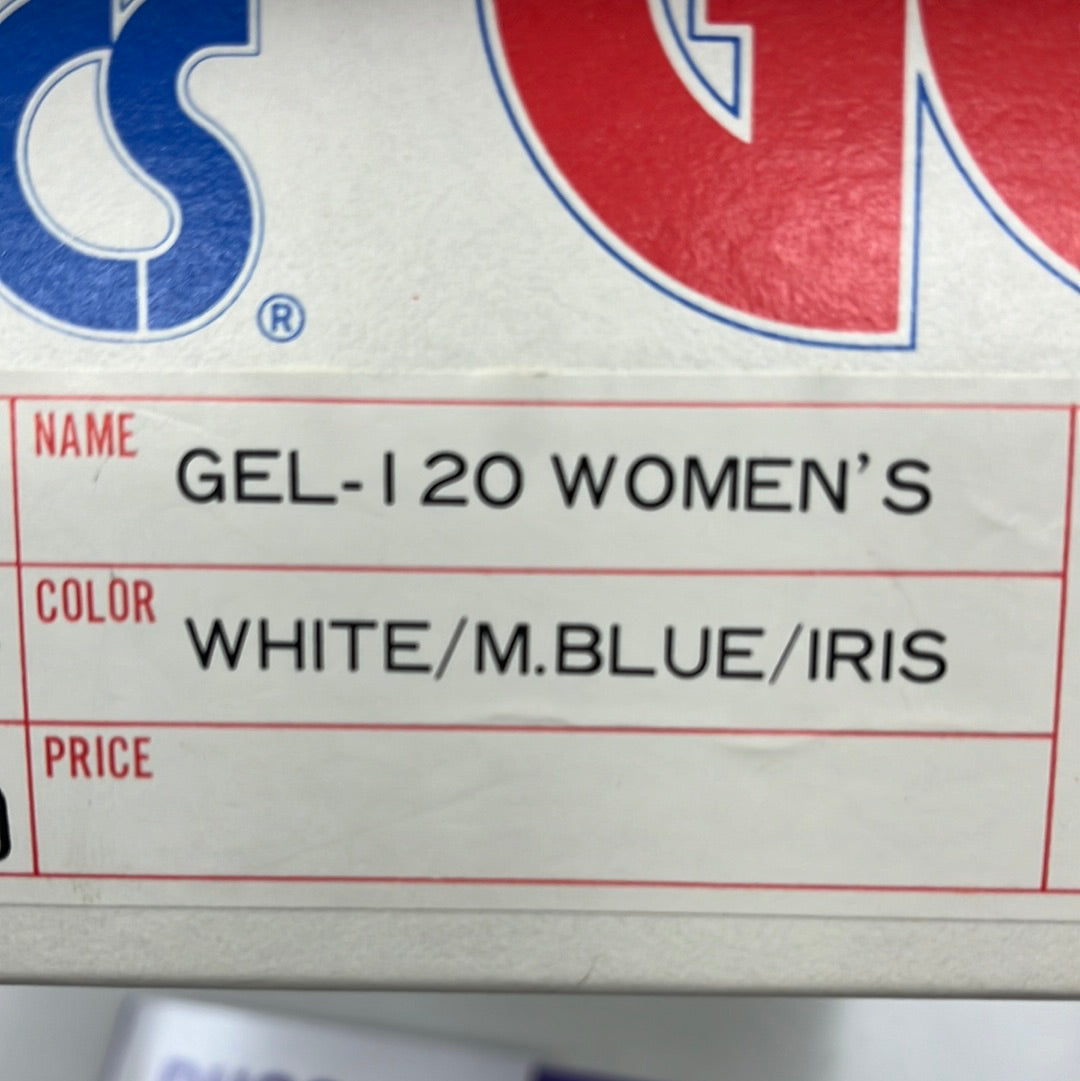 ®
NAME
GEL-120 WOMEN'S
COLOR
WHITE/M.BLUE/IRIS
PRICE